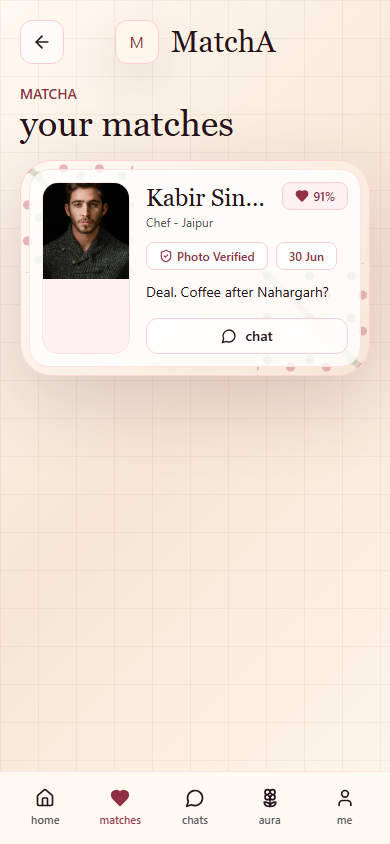 M MatchA
MATCHA
your matches
Kabir Sin...
91%
Chef - Jaipur
Photo Verified
30 Jun
Deal. Coffee after Nahargarh?
chat
home
matches
chats
aura
me